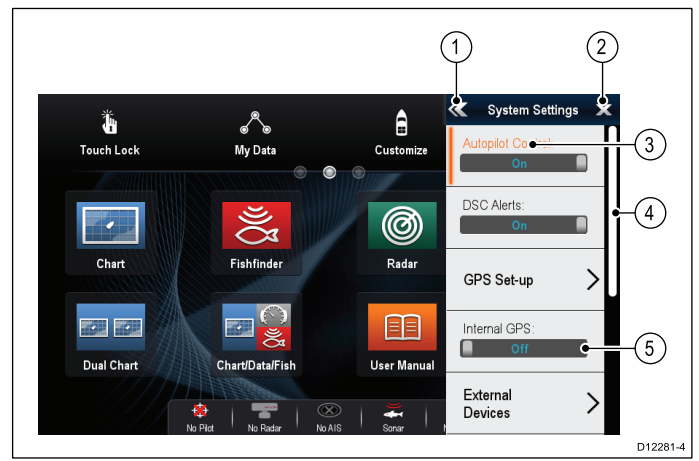 1
2
System Settings
Touch Lock
My Data
Customize
Autopilot Co
3
On
DSC Alerts:
On
4
Chart
Fishfinder
Radar
GPS Set-up
Internal GPS:
Off
5
Dual Chart
Chart/Data/Fish
User Manual
External
Devices
No Pilot
No Radar
No AIS
Sonar
D12281-4